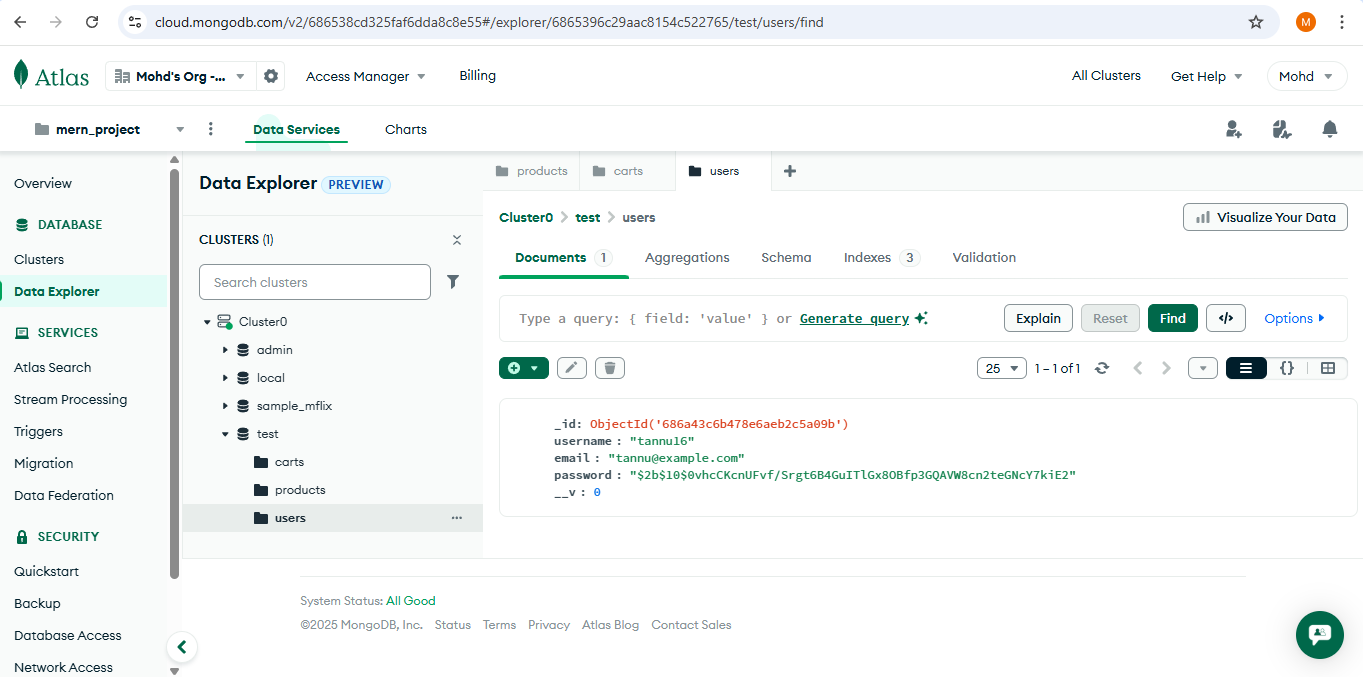 cloud.mongodb.com/v2/686538cd325faf6dda8c8e55#/explorer/6865396c29aac8154c522765/test/users/find
M
Atlas
Mohd's Org -...
Access Manager
Billing
All Clusters
Get Help
Mohd
mern_project
Data Services
Charts
Overview
DATABASE
Clusters
Data Explorer
SERVICES
Atlas Search
Stream Processing
Triggers
Migration
Data Federation
SECURITY
Quickstart
Backup
Database Access
Network Access
Data Explorer PREVIEW
CLUSTERS (1)
Search clusters
Cluster0
admin
local
sample_mflix
test
carts
products
users
products
carts
users
Cluster0 > test > users
Visualize Your Data
Documents 1
Aggregations
Schema
Indexes 3
Validation
Type a query: { field: 'value' } or Generate query
Explain
Reset
Find
</>
Options
25
1 – 1 of 1
{}
_id: ObjectId('686a43c6b478e6aeb2c5a09b')
username : "tannu16"
email : "tannu@example.com"
password : "$2b$10$0vhcCKcnUFvf/Srgt6B4GuITlGx8OBfp3GQAVW8cn2teGNcY7kiE2"
__v : 0
System Status: All Good
©2025 MongoDB, Inc.
Status
Terms
Privacy
Atlas Blog
Contact Sales